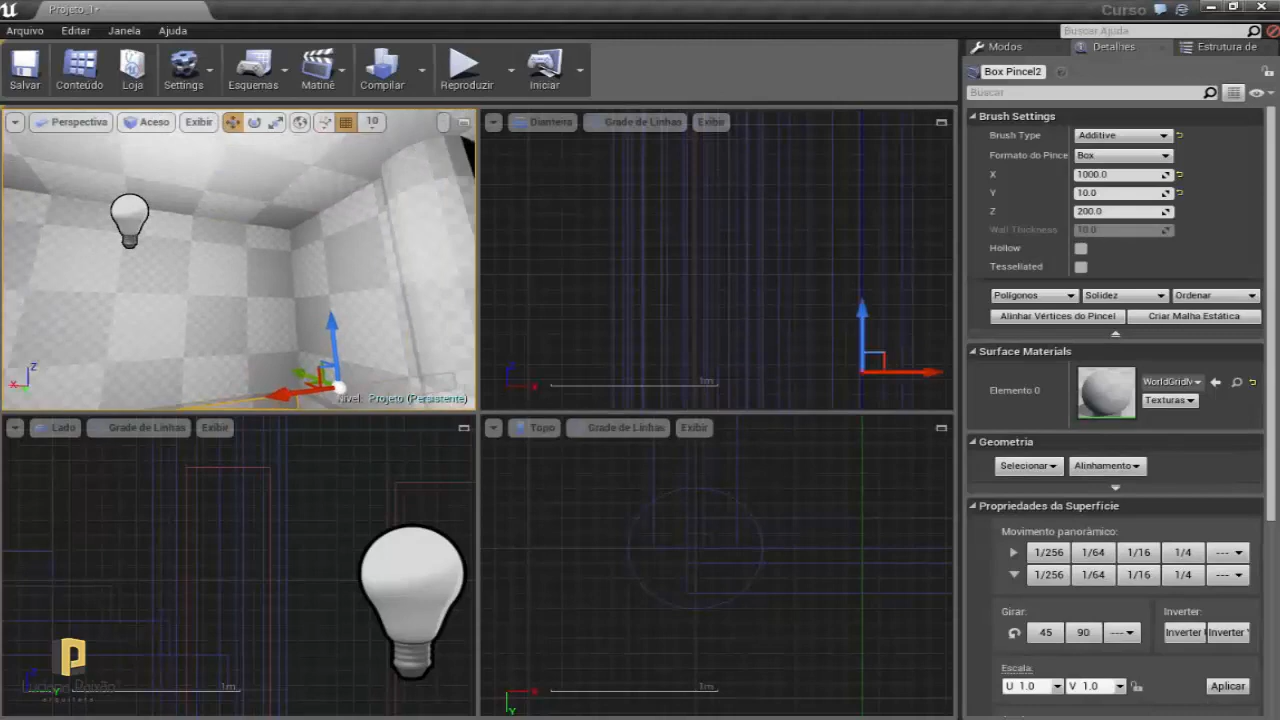 Projeto_1*
Curso
Arquivo Editar Janela Ajuda
Buscar Ajuda
Salvar Conteúdo Loja Settings Esquemas Matinê Compilar Reproduzir Iniciar
Modos Detalhes Estrutura de
Box Pincel2
Buscar
Perspectiva Aceso Exibir 10
Dianteira Grade de Linhas Exibir
Brush Settings
Brush Type Additive
Formato do Pince Box
X 1000.0
Y 10.0
Z 200.0
Wall Thickness 10.0
Hollow
Tessellated
Polígonos Solidez Ordenar
Alinhar Vértices do Pincel Criar Malha Estática
Surface Materials
Elemento 0
WorldGridM
Texturas
Geometria
Selecionar Alinhamento
Propriedades da Superfície
Movimento panorâmico:
1/256 1/64 1/16 1/4 ---
1/256 1/64 1/16 1/4 ---
Girar: Inverter:
45 90 --- Inverter Inverter
Escala:
U 1.0 V 1.0 Aplicar
Z
X
Nível: Projeto (Persistente)
1m
Lado Grade de Linhas Exibir
Topo Grade de Linhas Exibir
1m
1m
Y
arquiteto